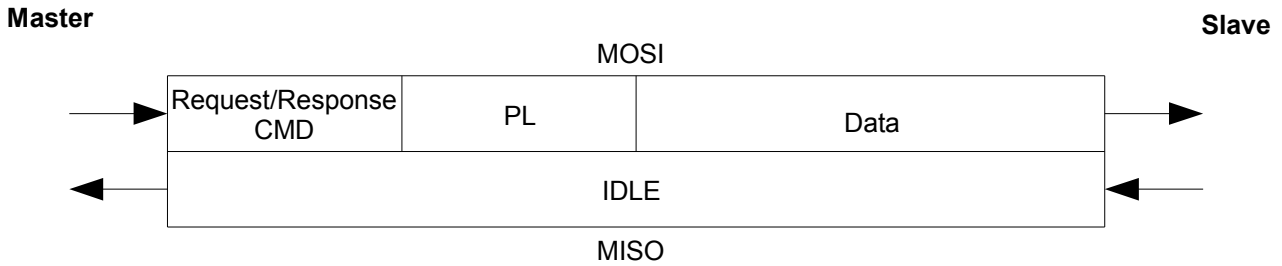 Master
Slave
MOSI
Request/Response
CMD
PL
Data
IDLE
MISO